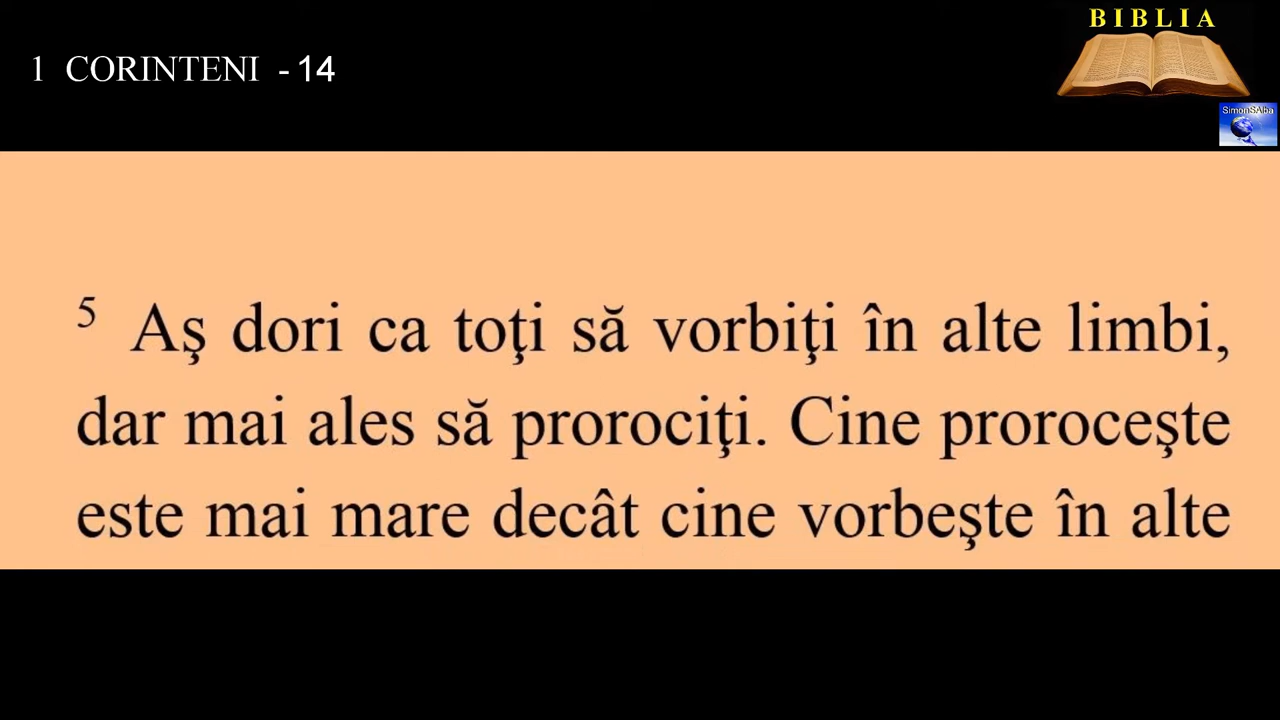 BIBLIA
1 CORINTENI - 14
SimonSAlba
5 Aş dori ca toţi să vorbiţi în alte limbi,
dar mai ales să prorociţi. Cine proroceşte
este mai mare decât cine vorbeşte în alte